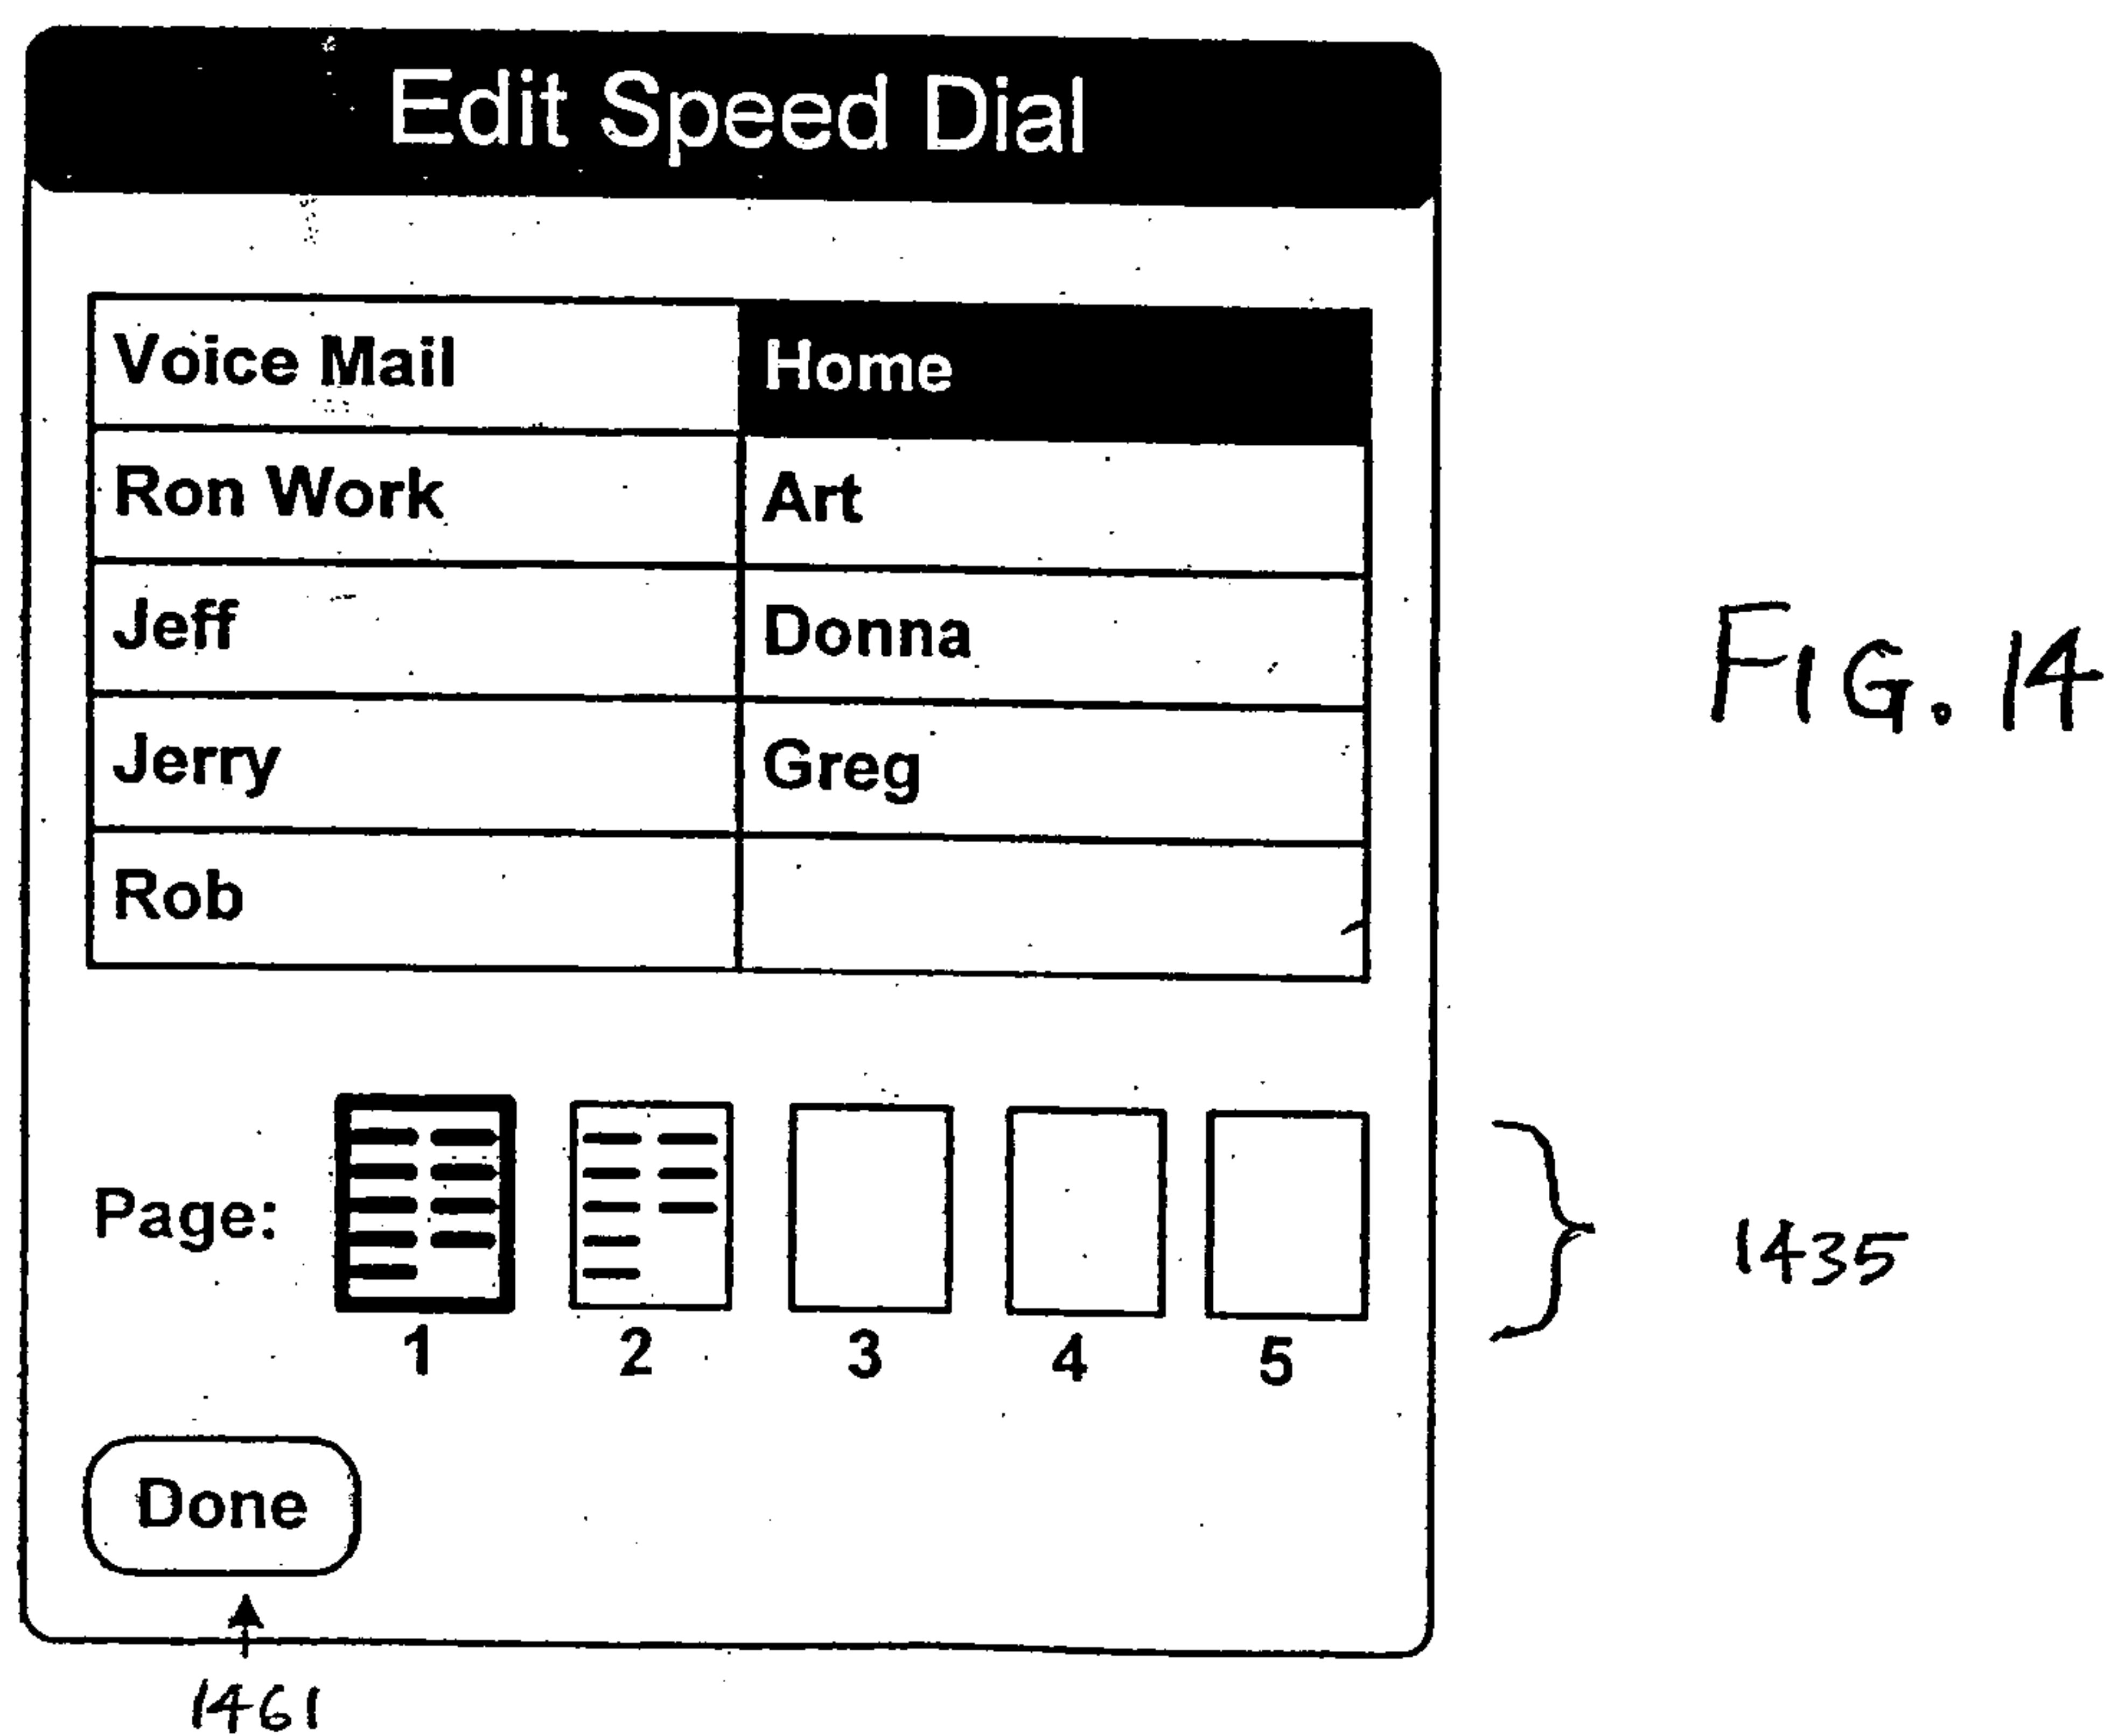 Edit Speed Dial
Voice Mail Home
Ron Work Art
Jeff Donna
Jerry Greg
Rob
FIG. 14
Page:
1 2 3 4 5
1435
Done
1461